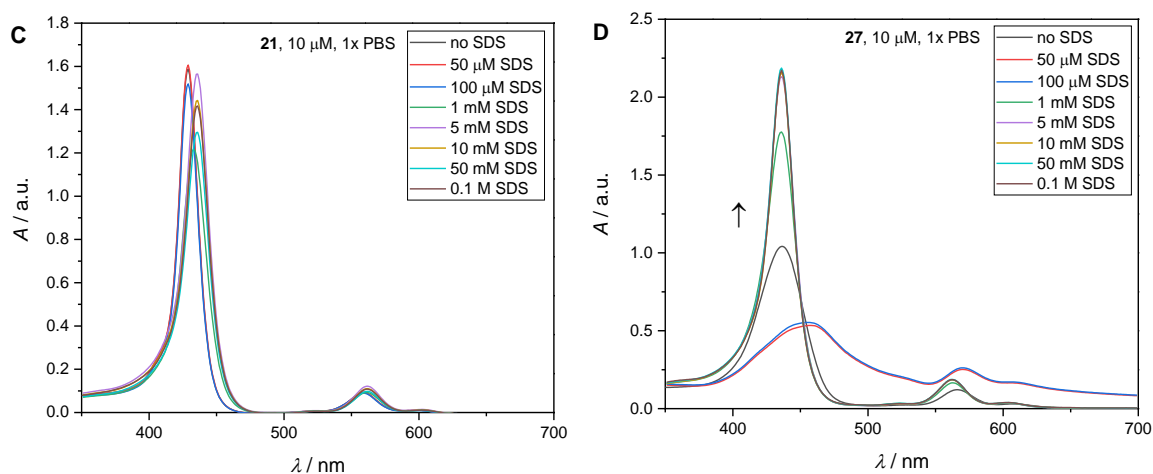 C
21, 10 μM, 1x PBS
no SDS
50 μM SDS
100 μM SDS
1 mM SDS
5 mM SDS
10 mM SDS
50 mM SDS
0.1 M SDS
1.8
1.6
1.4
1.2
1.0
0.8
0.6
0.4
0.2
0.0
A / a.u.
400 500 600 700
λ / nm
D
27, 10 μM, 1x PBS
no SDS
50 μM SDS
100 μM SDS
1 mM SDS
5 mM SDS
10 mM SDS
50 mM SDS
0.1 M SDS
2.5
2.0
1.5
1.0
0.5
0.0
A / a.u.
↑
400 500 600 700
λ / nm